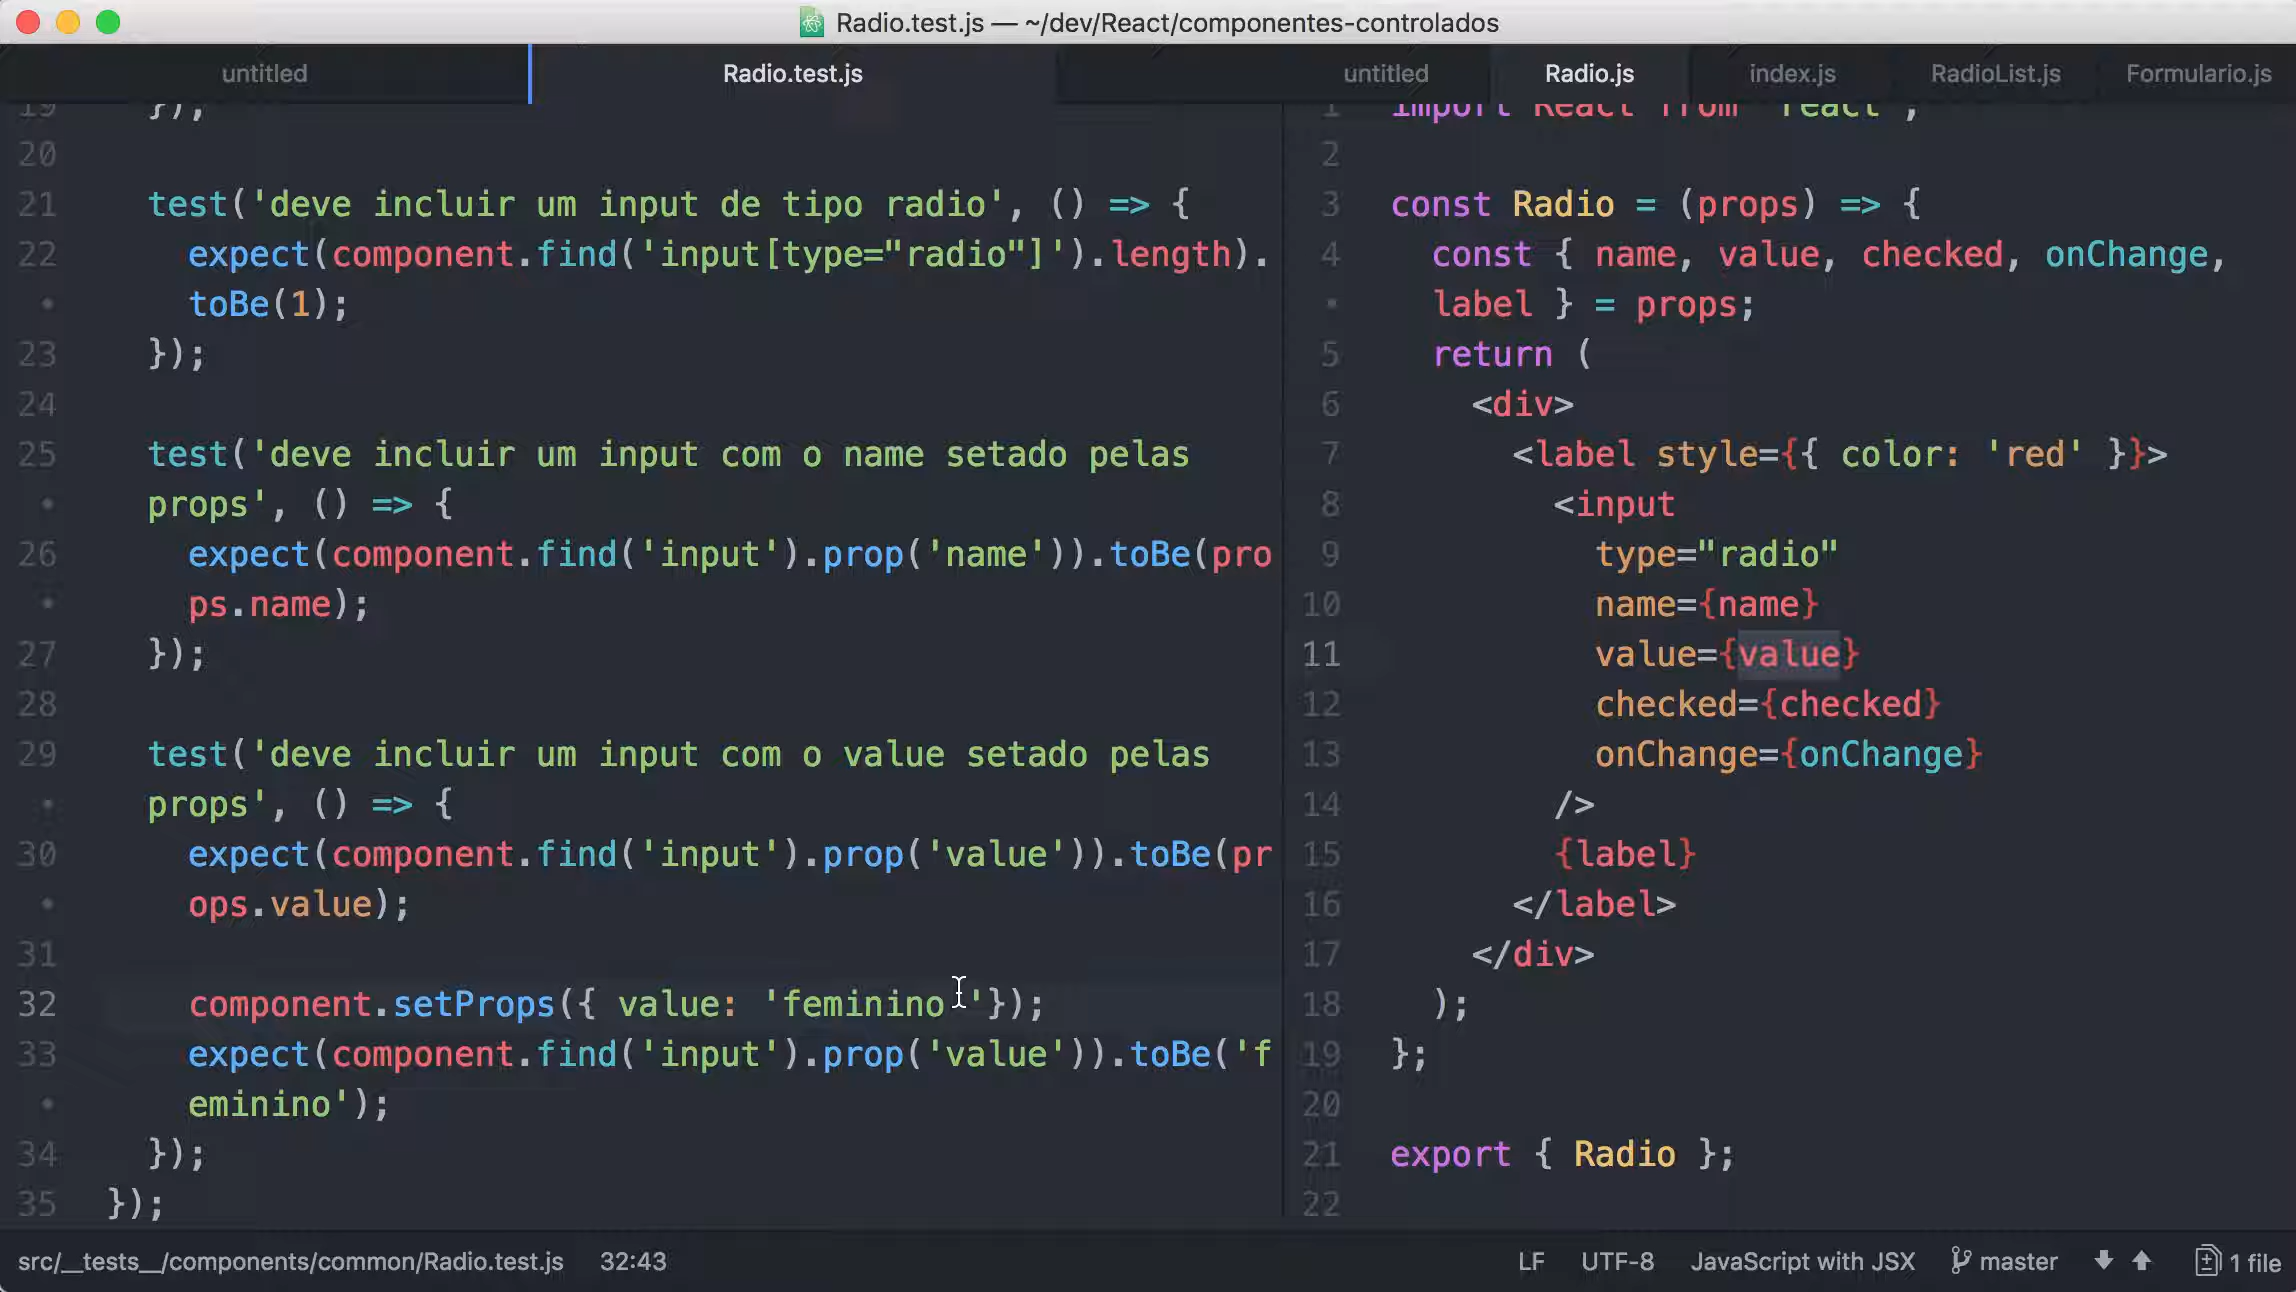 Radio.test.js — ~/dev/React/componentes-controlados
untitled
Radio.test.js
untitled
Radio.js
index.js
RadioList.js
Formulario.js
19 });
20
21 test('deve incluir um input de tipo radio', () => {
22 expect(component.find('input[type="radio"]').length).
• toBe(1);
23 });
24
25 test('deve incluir um input com o name setado pelas
• props', () => {
26 expect(component.find('input').prop('name')).toBe(pro
• ps.name);
27 });
28
29 test('deve incluir um input com o value setado pelas
• props', () => {
30 expect(component.find('input').prop('value')).toBe(pr
• ops.value);
31
32 component.setProps({ value: 'feminino '});
33 expect(component.find('input').prop('value')).toBe('f
• eminino');
34 });
35 });
1 import React from 'react';
2
3 const Radio = (props) => {
4 const { name, value, checked, onChange,
• label } = props;
5 return (
6 <div>
7 <label style={{ color: 'red' }}>
8 <input
9 type="radio"
10 name={name}
11 value={value}
12 checked={checked}
13 onChange={onChange}
14 />
15 {label}
16 </label>
17 </div>
18 );
19 };
20
21 export { Radio };
22
src/__tests__/components/common/Radio.test.js 32:43
LF UTF-8 JavaScript with JSX master 1 file